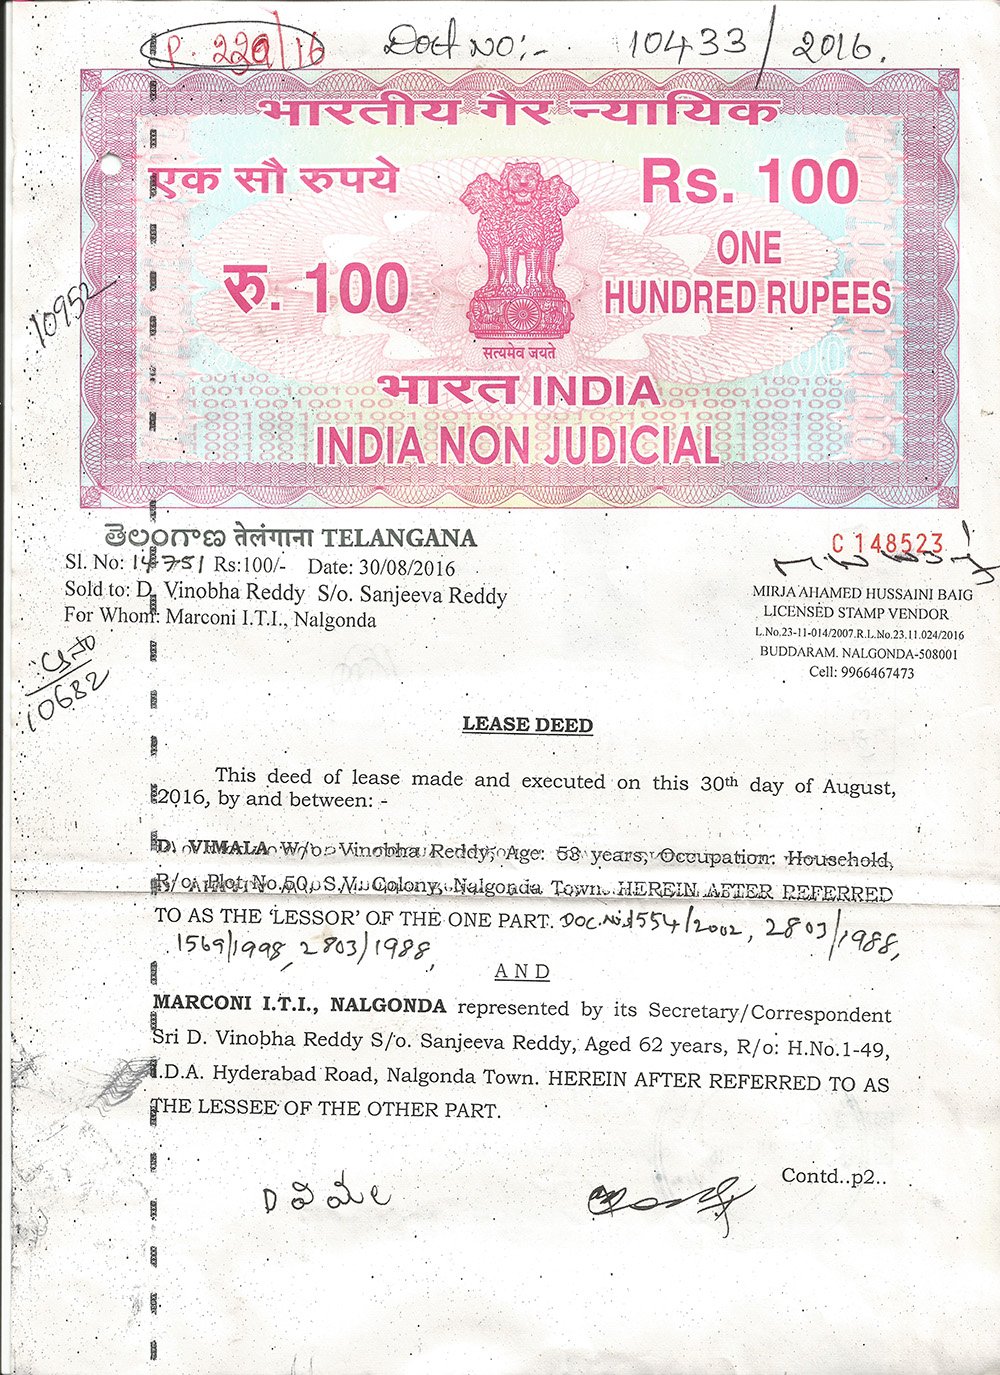 P. 229/16 Doct NO:- 10433/2016.
भारतीय गैर न्यायिक
एक सौ रुपये Rs. 100
रु. 100 ONE
HUNDRED RUPEES
10952
सत्यमेव जयते
भारत INDIA
INDIA NON JUDICIAL
తెలంగాణ तेलंगाना TELANGANA
C 148523
Sl. No: 14751 Rs:100/- Date: 30/08/2016
Sold to: D. Vinobha Reddy S/o. Sanjeeva Reddy
For Whom: Marconi I.T.I., Nalgonda
MIRJA AHAMED HUSSAINI BAIG
LICENSED STAMP VENDOR
L.No.23-11-014/2007.R.L.No.23.11.024/2016
BUDDARAM. NALGONDA-508001
Cell: 9966467473
10682
LEASE DEED
This deed of lease made and executed on this 30th day of August,
2016, by and between: -
D. VIMALA W/o. Vinobha Reddy, Age: 53 years, Occupation: Household,
R/o: Plot No.50, S.V. Colony, Nalgonda Town. HEREIN AFTER REFERRED
TO AS THE 'LESSOR' OF THE ONE PART. DOC.No.1554/2002, 2803/1988,
1569/1998, 2803/1988,
AND
MARCONI I.T.I., NALGONDA represented by its Secretary/Correspondent
Sri D. Vinobha Reddy S/o. Sanjeeva Reddy, Aged 62 years, R/o: H.No.1-49,
I.D.A. Hyderabad Road, Nalgonda Town. HEREIN AFTER REFERRED TO AS
THE LESSEE OF THE OTHER PART.
Contd..p2..
D విమల